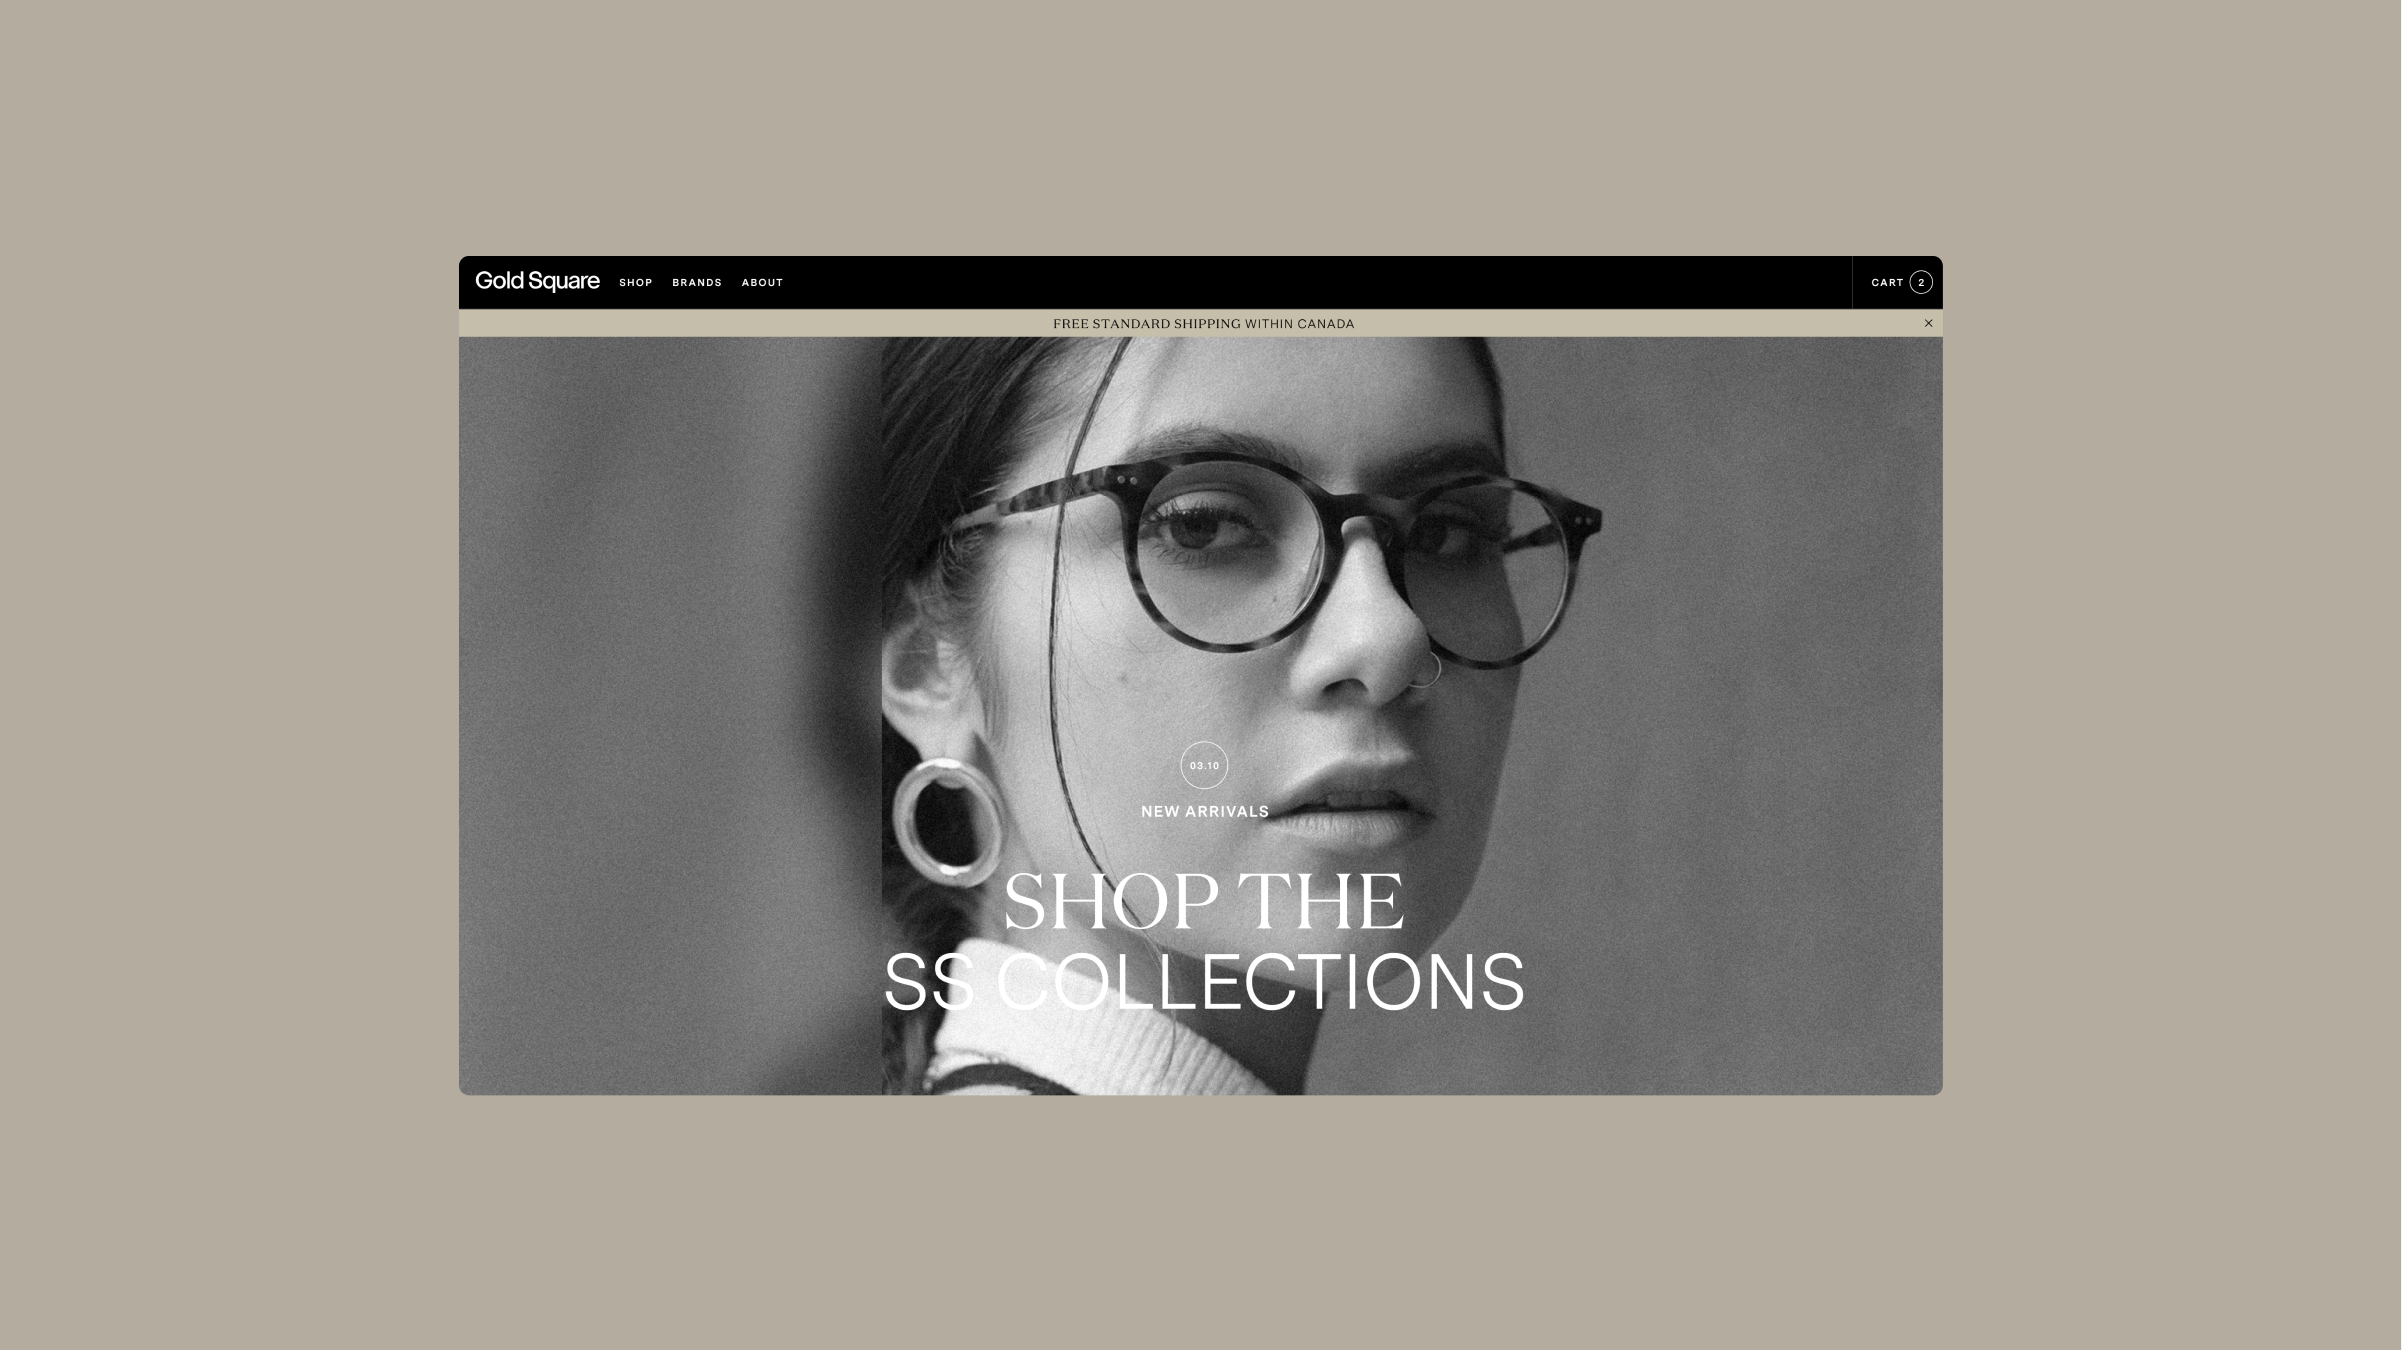 Gold Square SHOP BRANDS ABOUT CART 2
FREE STANDARD SHIPPING WITHIN CANADA
03.10
NEW ARRIVALS
SHOP THE
SS COLLECTIONS